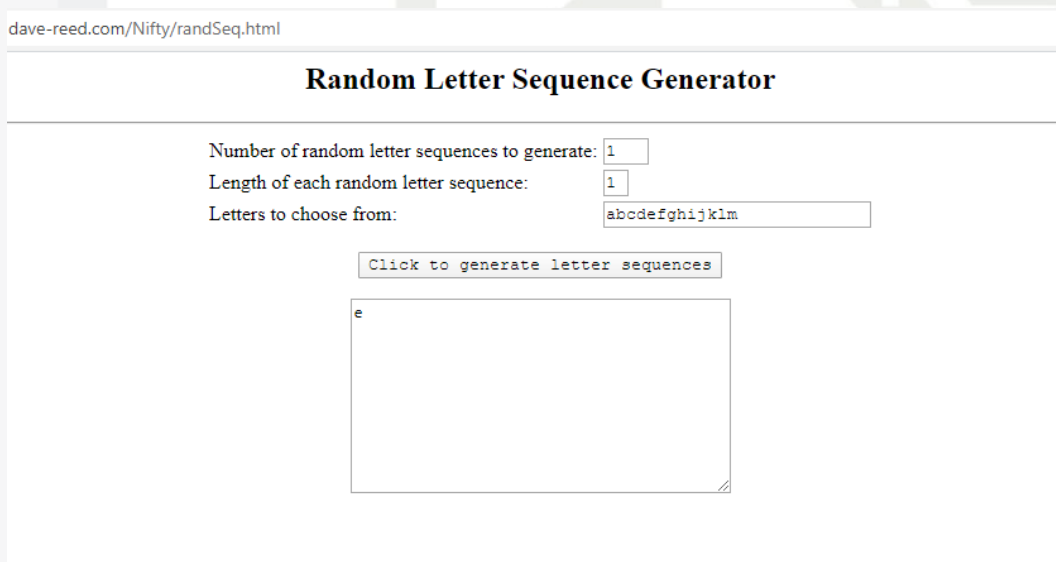 dave-reed.com/Nifty/randSeq.html
Random Letter Sequence Generator
Number of random letter sequences to generate: 1
Length of each random letter sequence: 1
Letters to choose from: abcdefghijklm
Click to generate letter sequences
e